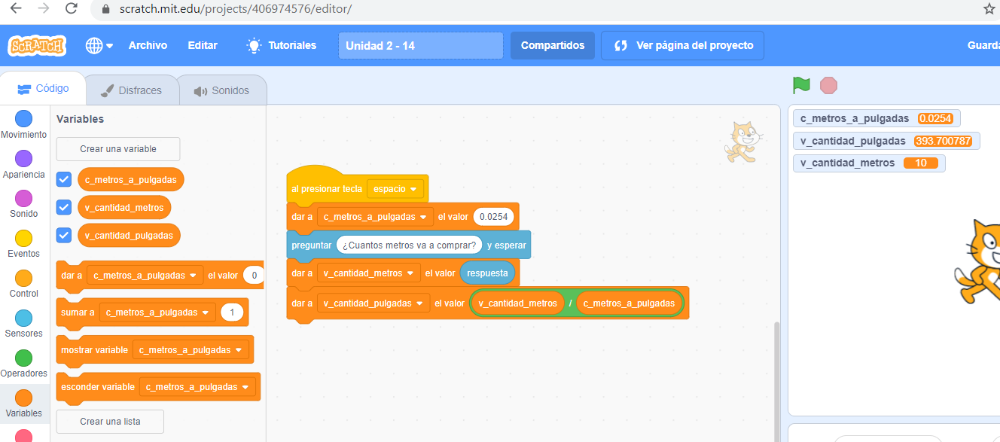 scratch.mit.edu/projects/406974576/editor/
SCRATCH
Archivo
Editar
Tutoriales
Unidad 2 - 14
Compartidos
Ver página del proyecto
Guarda
Código
Disfraces
Sonidos
Movimiento
Apariencia
Sonido
Eventos
Control
Sensores
Operadores
Variables
Variables
Crear una variable
c_metros_a_pulgadas
v_cantidad_metros
v_cantidad_pulgadas
dar a c_metros_a_pulgadas el valor 0
sumar a c_metros_a_pulgadas 1
mostrar variable c_metros_a_pulgadas
esconder variable c_metros_a_pulgadas
Crear una lista
al presionar tecla espacio
dar a c_metros_a_pulgadas el valor 0.0254
preguntar ¿Cuantos metros va a comprar? y esperar
dar a v_cantidad_metros el valor respuesta
dar a v_cantidad_pulgadas el valor v_cantidad_metros / c_metros_a_pulgadas
c_metros_a_pulgadas 0.0254
v_cantidad_pulgadas 393.700787
v_cantidad_metros 10